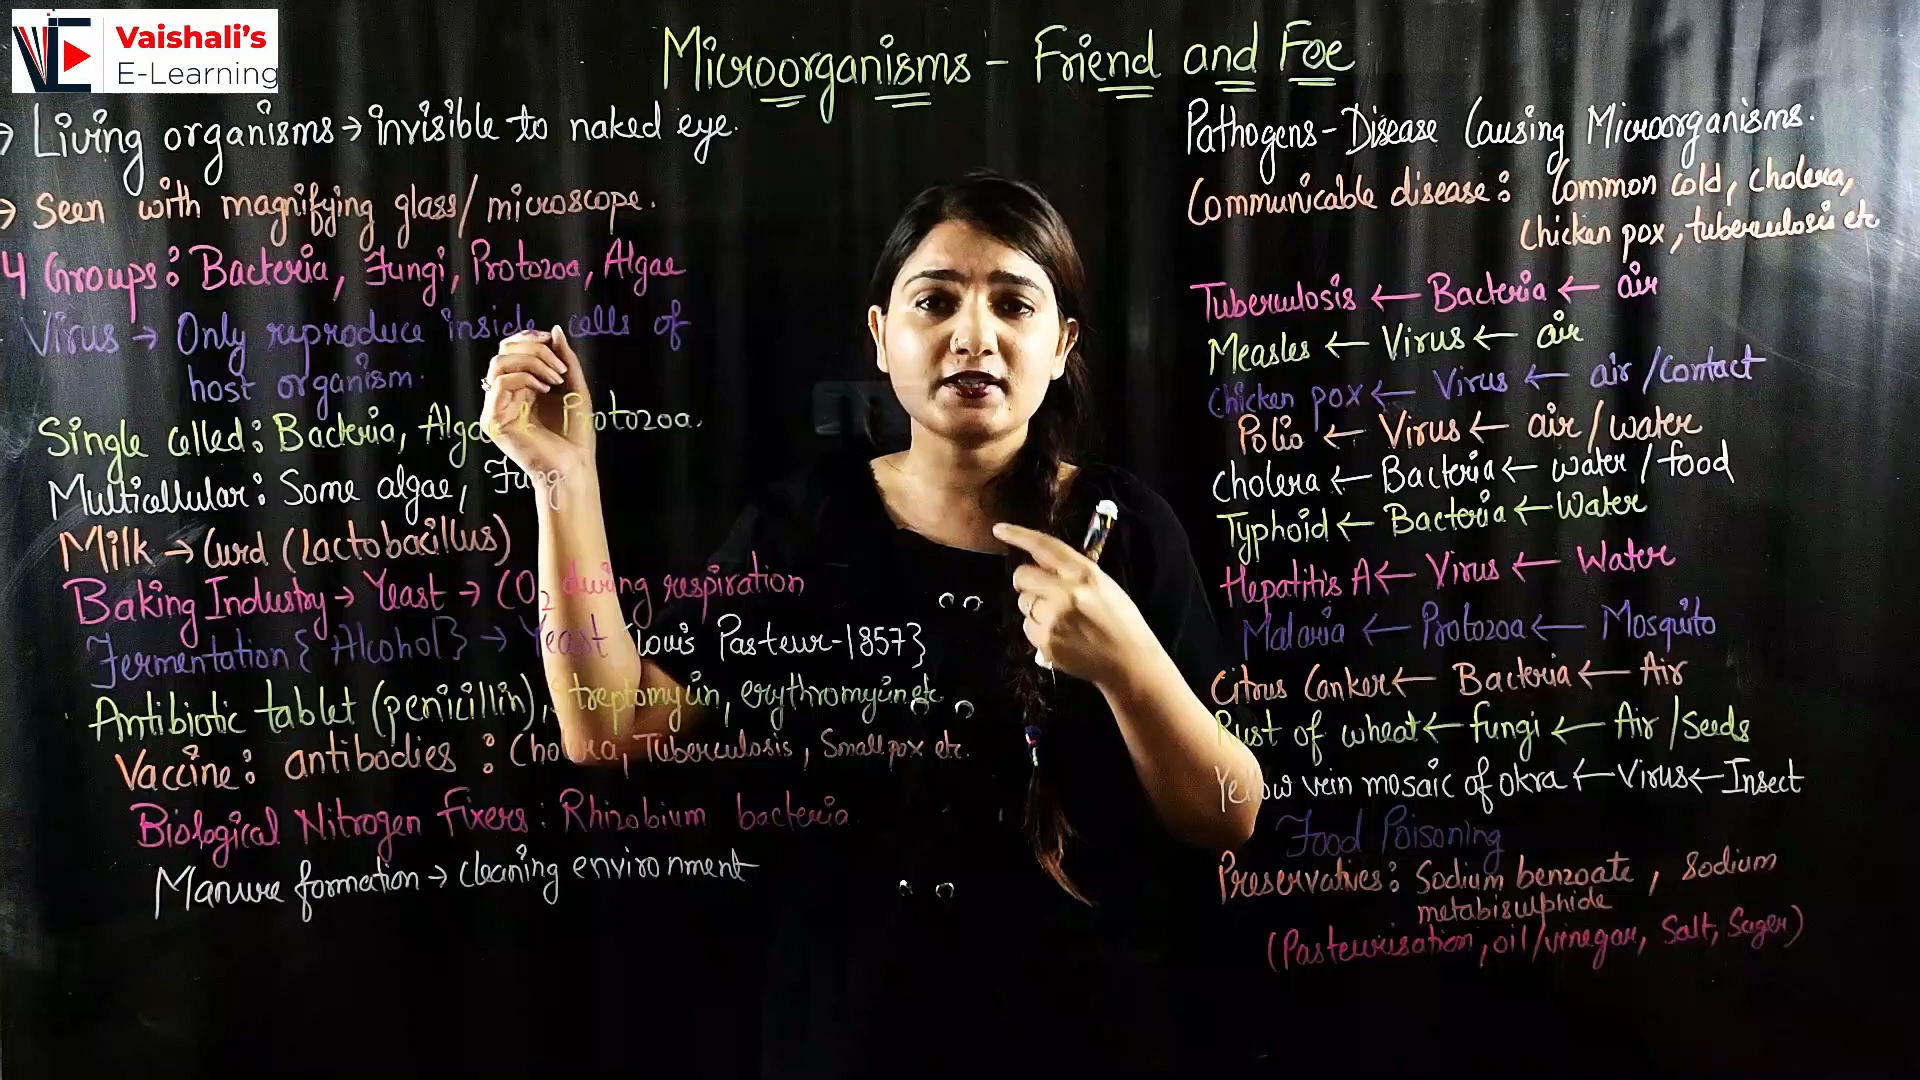 Vaishali's
E-Learning
Microorganisms - Friend and Foe
→ Living organisms → invisible to naked eye.
→ Seen with magnifying glass/microscope.
4 Groups: Bacteria, Fungi, Protozoa, Algae
Virus → Only reproduce inside cells of
host organism.
Single celled: Bacteria, Algae & Protozoa.
Multicellular: Some algae, Fungi
Milk → Curd (Lactobacillus)
Baking Industry → Yeast → CO2 during respiration
Fermentation {Alcohol} → Yeast {Louis Pasteur-1857}
Antibiotic tablet (penicillin), Streptomycin, erythromycin etc.
Vaccine: antibodies : Cholera, Tuberculosis, Smallpox etc.
Biological Nitrogen Fixers: Rhizobium bacteria
Manure formation → cleaning environment
Pathogens - Disease Causing Microorganisms.
Communicable disease: Common cold, cholera,
Chicken pox, tuberculosis etc
Tuberculosis ← Bacteria ← air
Measles ← Virus ← air
Chicken pox ← Virus ← air/Contact
Polio ← Virus ← air/water
Cholera ← Bacteria ← water/food
Typhoid ← Bacteria ← Water
Hepatitis A ← Virus ← Water
Malaria ← Protozoa ← Mosquito
Citrus Canker ← Bacteria ← Air
Rust of wheat ← fungi ← Air/Seeds
Yellow vein mosaic of okra ← Virus ← Insect
Food Poisoning
Preservatives: Sodium benzoate, Sodium
metabisulphide
(Pasteurisation, oil/vinegar, Salt, Suger)